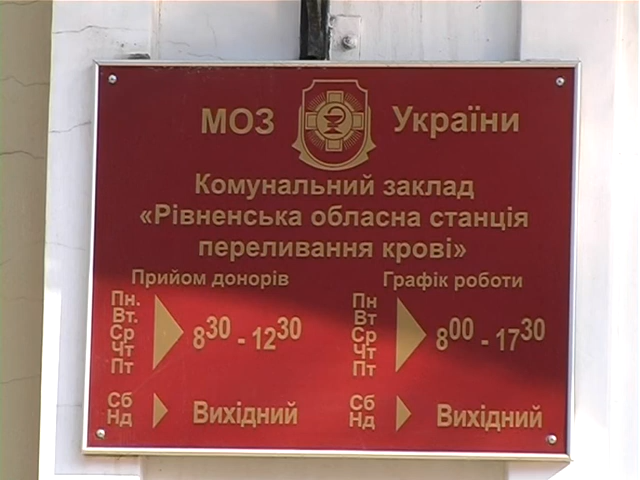 МОЗ України
Комунальний заклад
«Рівненська обласна станція
переливання крові»
Прийом донорів
Пн.
Вт.
Ср
Чт
Пт
8³⁰ - 12³⁰
Сб
Нд
Вихідний
Графік роботи
Пн
Вт
Ср
Чт
Пт
8⁰⁰ - 17³⁰
Сб
Нд
Вихідний